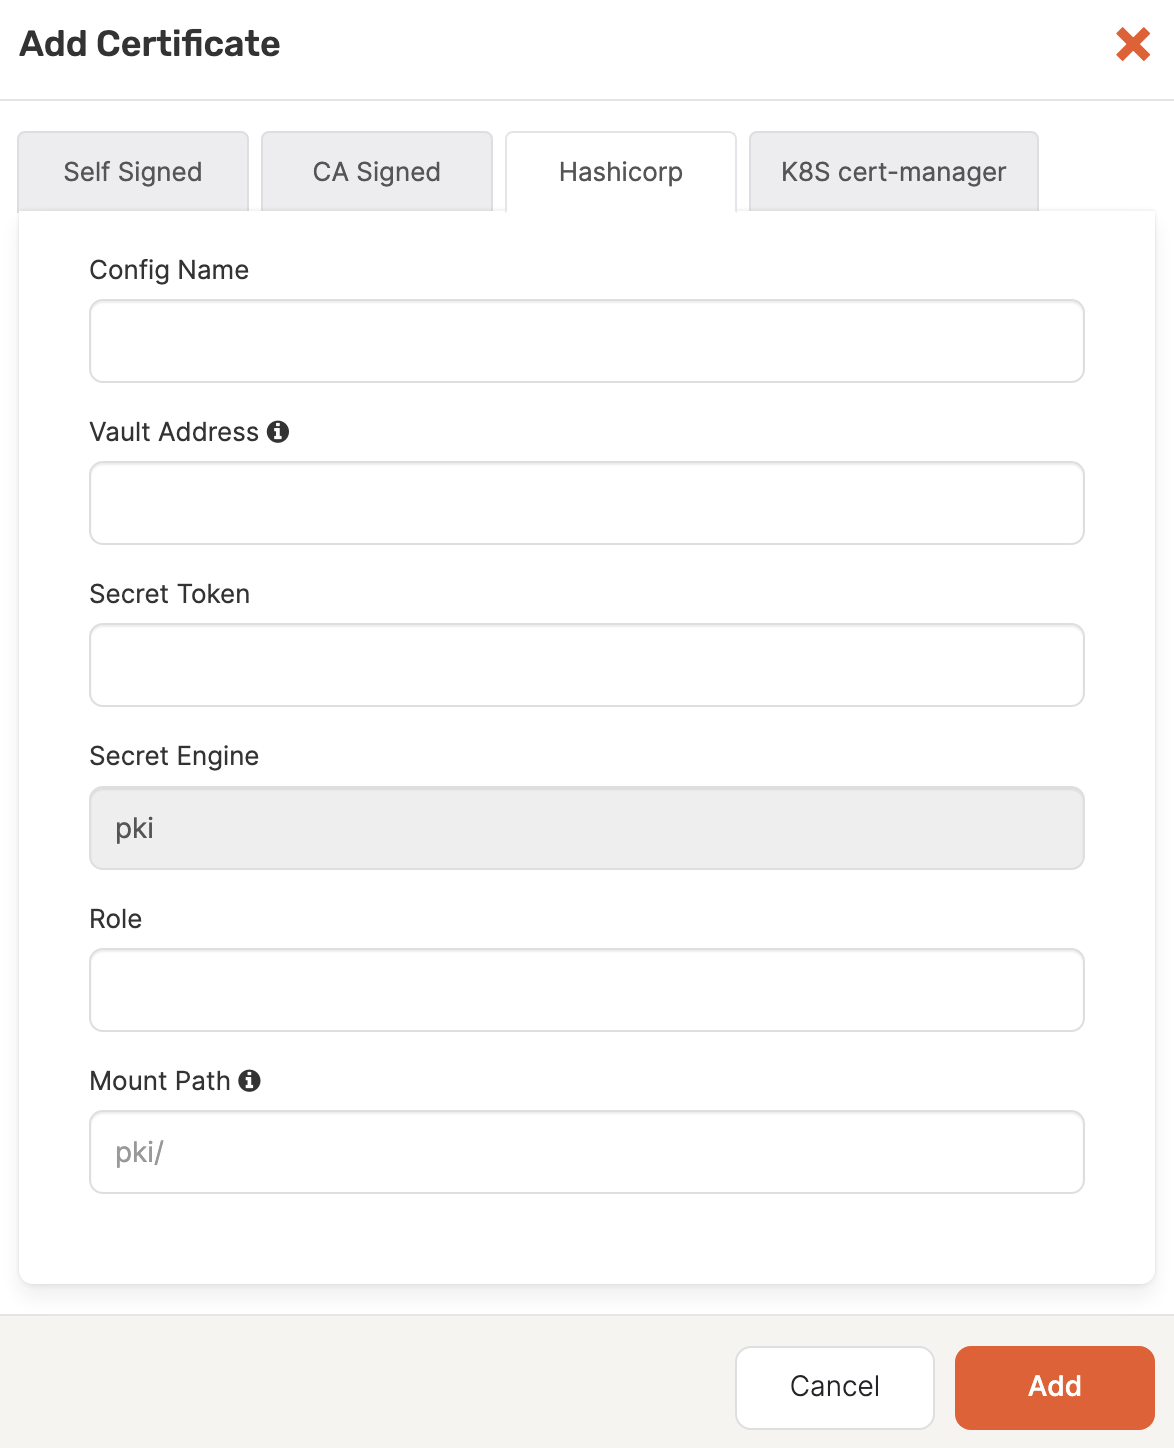 Add Certificate
Self Signed
CA Signed
Hashicorp
K8S cert-manager
Config Name
Vault Address
Secret Token
Secret Engine
pki
Role
Mount Path
pki/
Cancel
Add